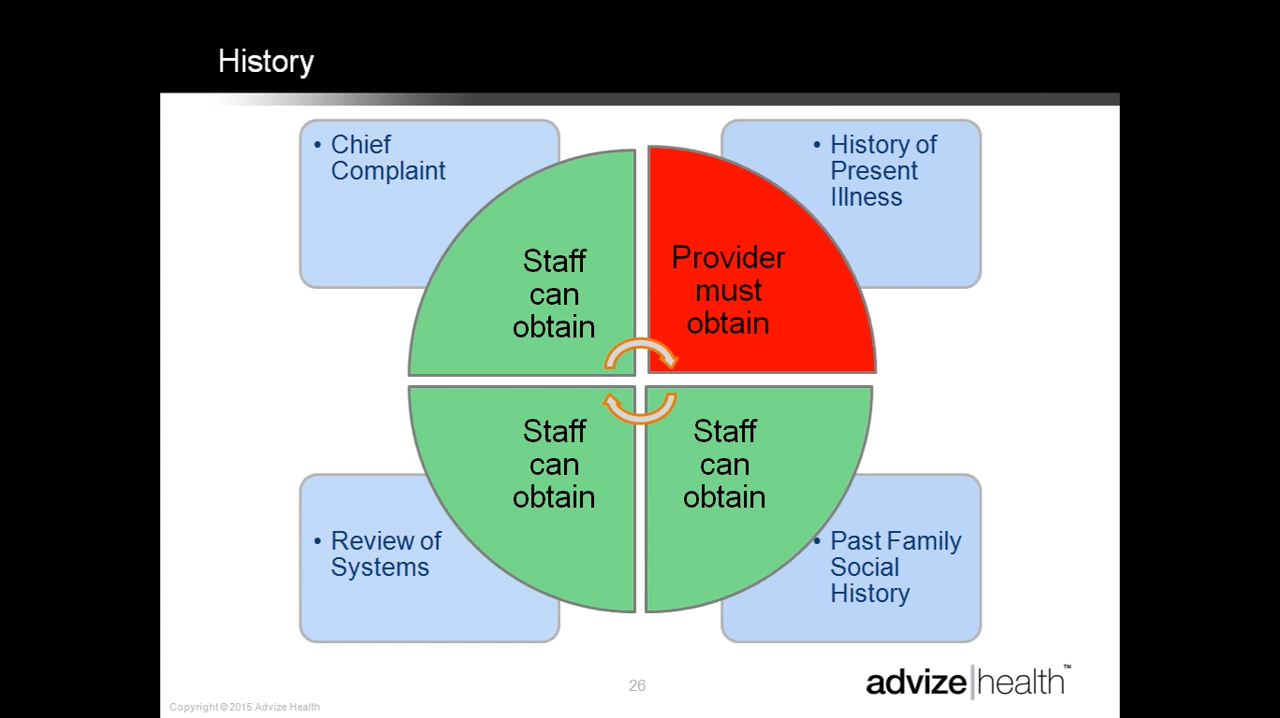 History
• Chief
Complaint
• History of
Present
Illness
Staff
can
obtain
Provider
must
obtain
Staff
can
obtain
Staff
can
obtain
• Review of
Systems
• Past Family
Social
History
26
advize|health™
Copyright©2015 Advize Health